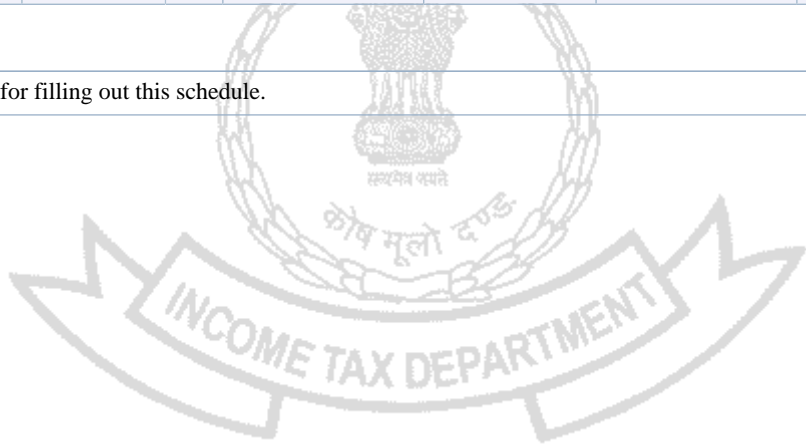 for filling out this schedule.
सत्यमेव जयते
कोष मूलो दण्डः
INCOME TAX DEPARTMENT